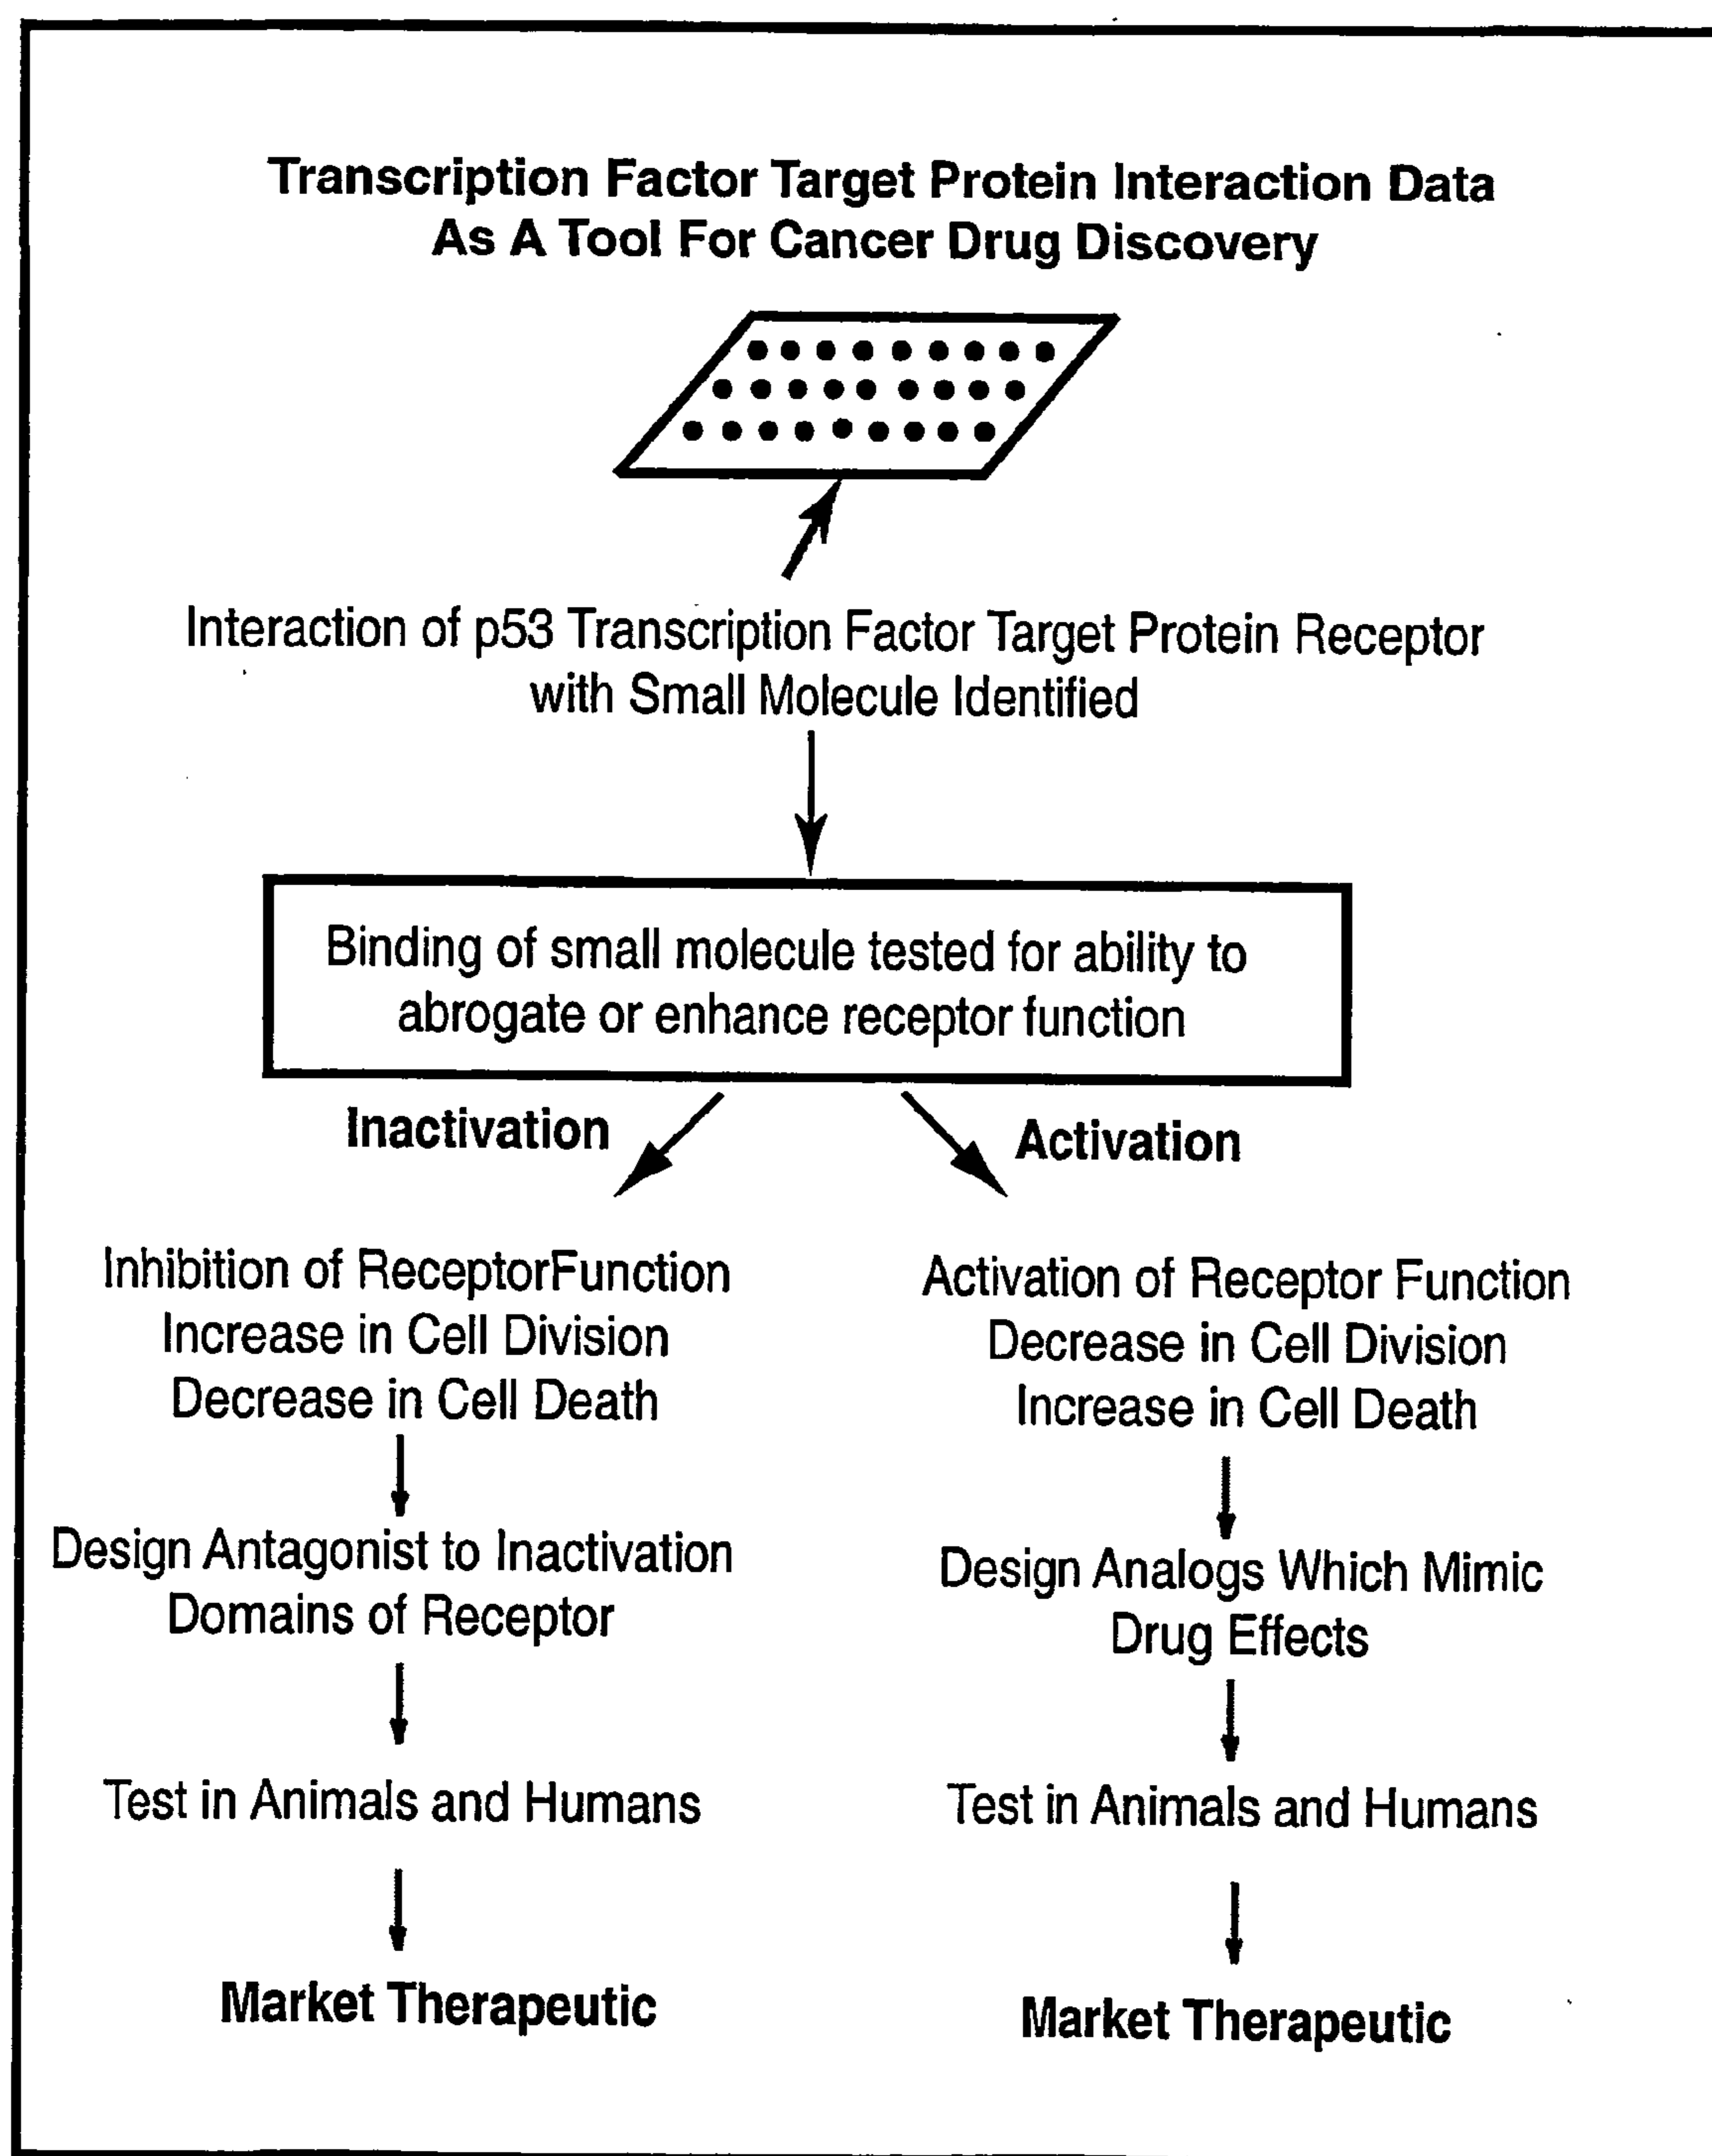 Transcription Factor Target Protein Interaction Data
As A Tool For Cancer Drug Discovery
Interaction of p53 Transcription Factor Target Protein Receptor
with Small Molecule Identified
Binding of small molecule tested for ability to
abrogate or enhance receptor function
Inactivation
Activation
Inhibition of ReceptorFunction
Increase in Cell Division
Decrease in Cell Death
Design Antagonist to Inactivation
Domains of Receptor
Test in Animals and Humans
Market Therapeutic
Activation of Receptor Function
Decrease in Cell Division
Increase in Cell Death
Design Analogs Which Mimic
Drug Effects
Test in Animals and Humans
Market Therapeutic